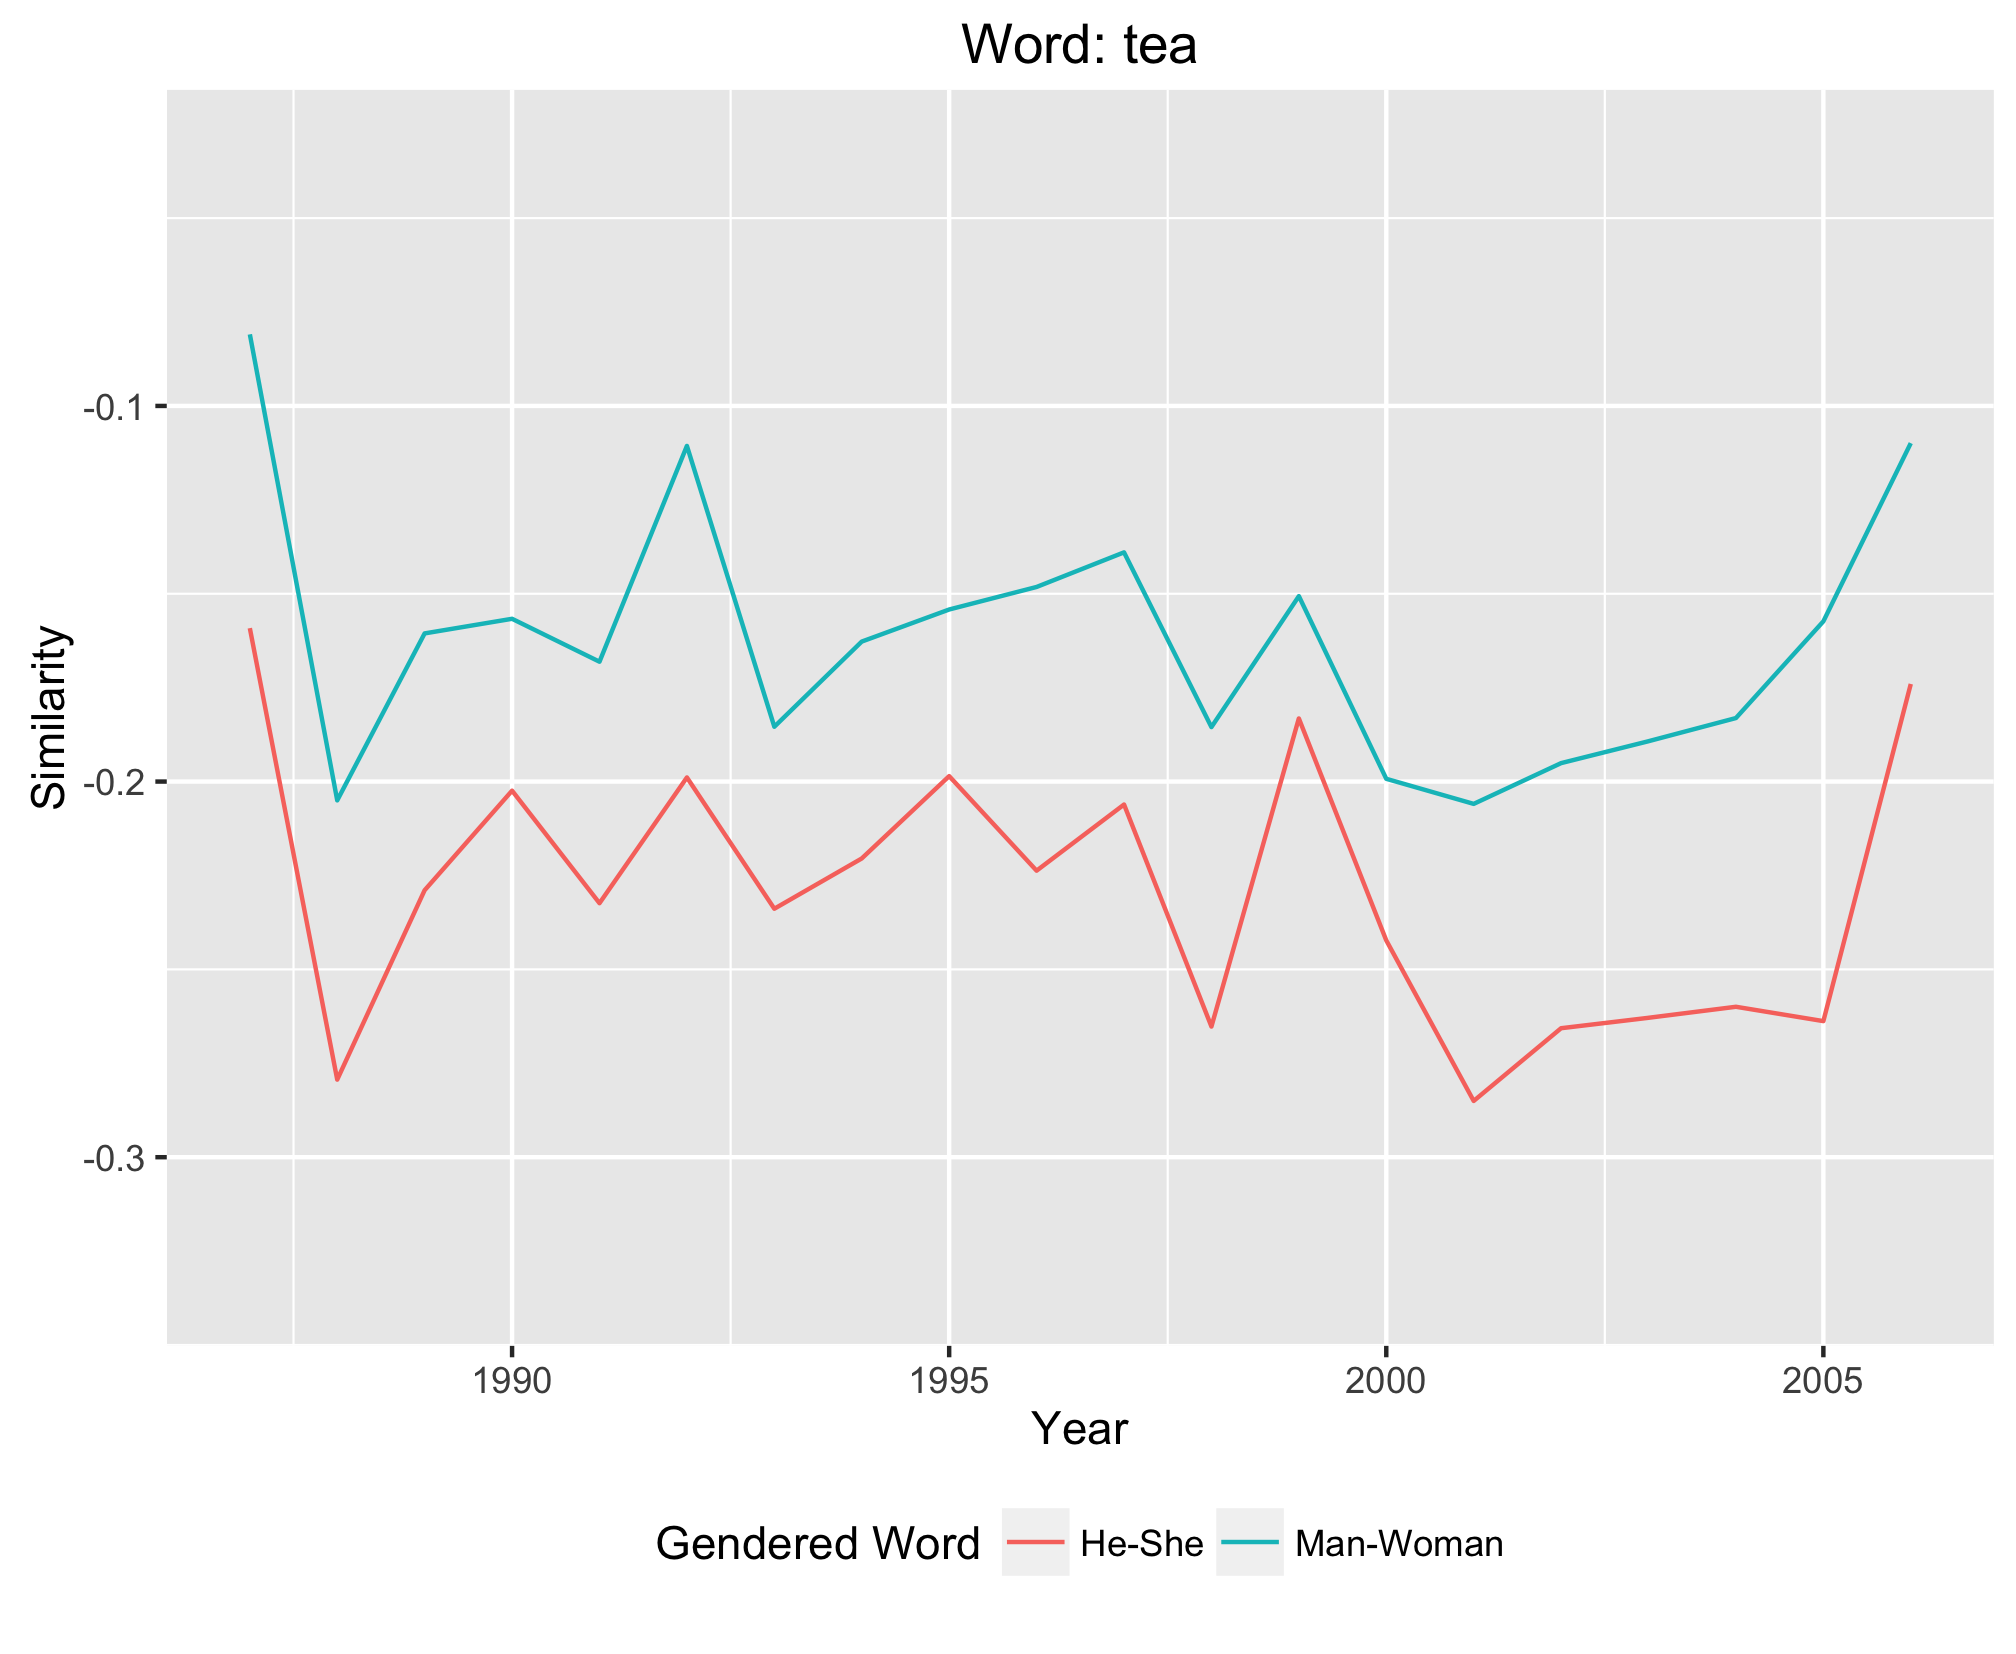 Word: tea
Similarity
-0.1
-0.2
-0.3
1990 1995 2000 2005
Year
Gendered Word He-She Man-Woman